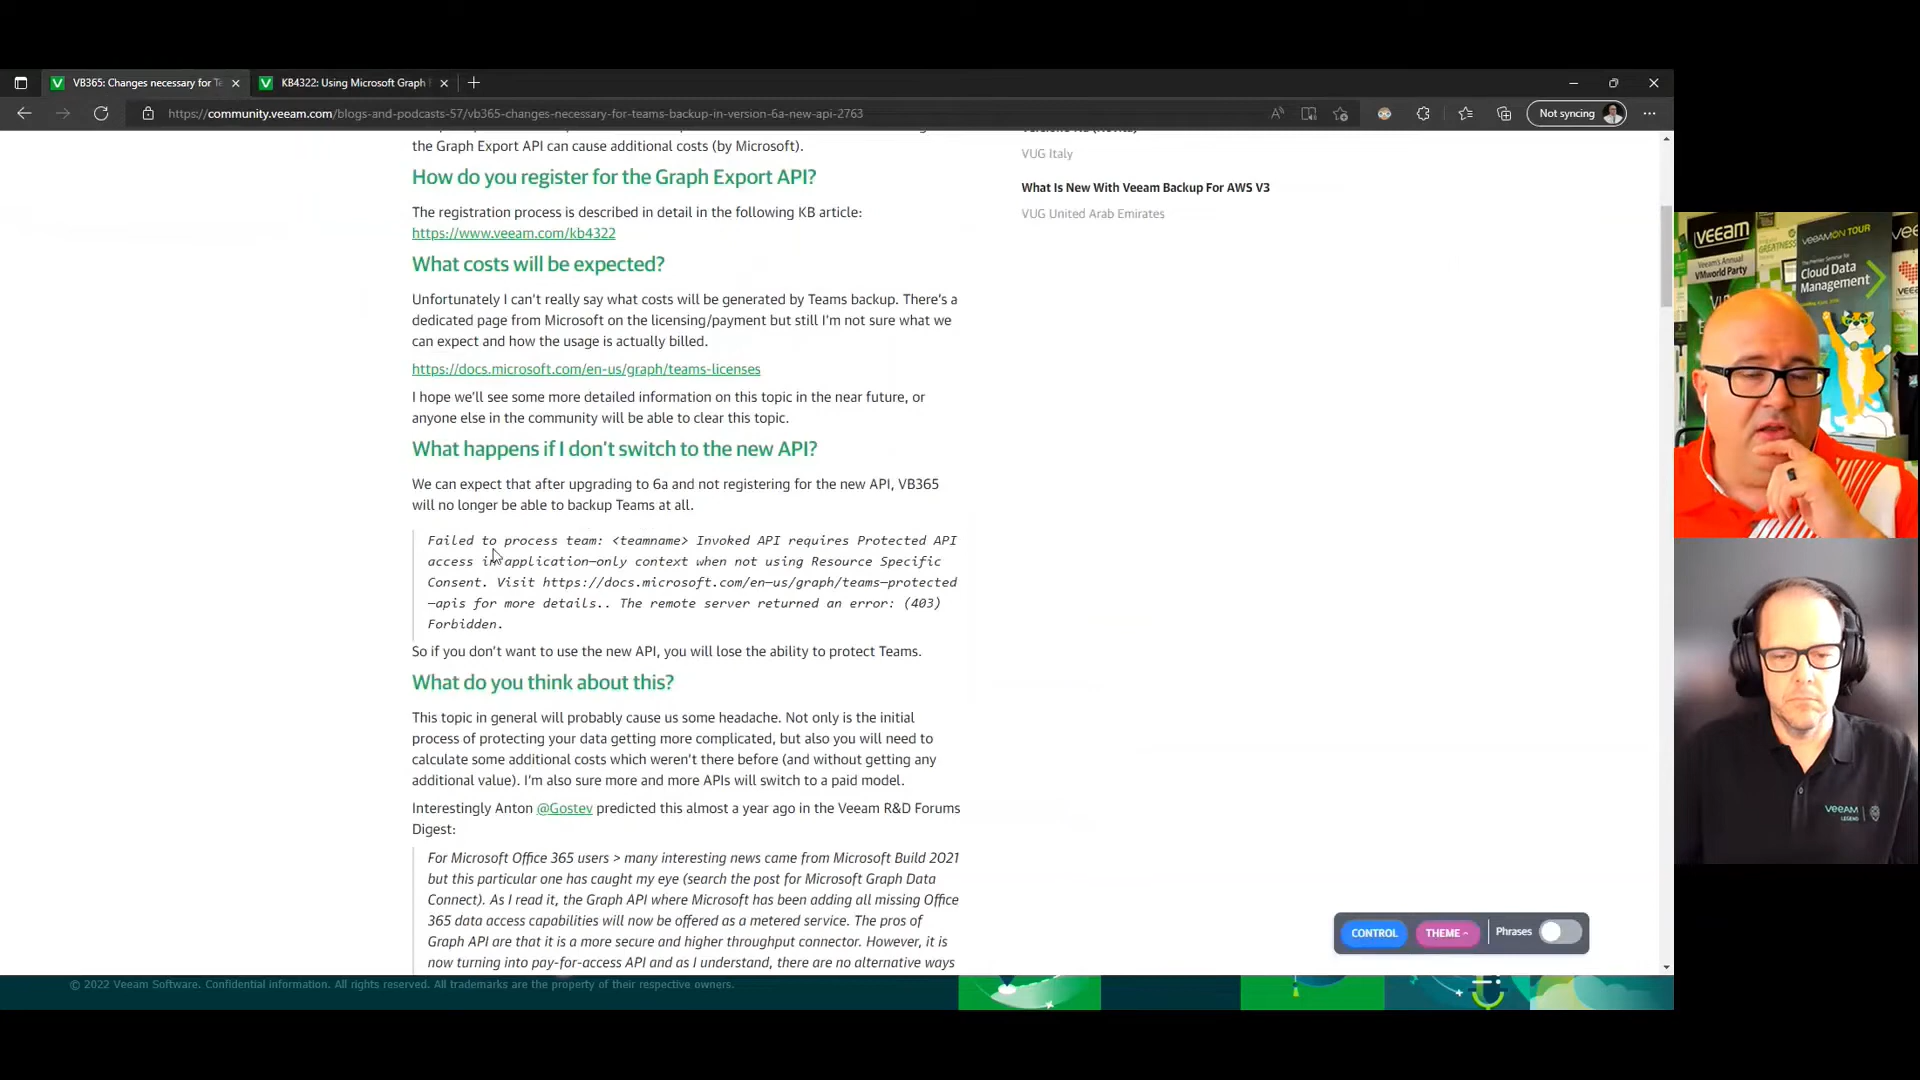 VB365: Changes necessary for Te
KB4322: Using Microsoft Graph
https://community.veeam.com/blogs-and-podcasts-57/vb365-changes-necessary-for-teams-backup-in-version-6a-new-api-2763
Not syncing
the Graph Export API can cause additional costs (by Microsoft).
How do you register for the Graph Export API?
The registration process is described in detail in the following KB article:
https://www.veeam.com/kb4322
What costs will be expected?
Unfortunately I can't really say what costs will be generated by Teams backup. There's a
dedicated page from Microsoft on the licensing/payment but still I'm not sure what we
can expect and how the usage is actually billed.
https://docs.microsoft.com/en-us/graph/teams-licenses
I hope we'll see some more detailed information on this topic in the near future, or
anyone else in the community will be able to clear this topic.
What happens if I don't switch to the new API?
We can expect that after upgrading to 6a and not registering for the new API, VB365
will no longer be able to backup Teams at all.
Failed to process team: <teamname> Invoked API requires Protected API
access in application-only context when not using Resource Specific
Consent. Visit https://docs.microsoft.com/en-us/graph/teams-protected
-apis for more details.. The remote server returned an error: (403)
Forbidden.
So if you don't want to use the new API, you will lose the ability to protect Teams.
What do you think about this?
This topic in general will probably cause us some headache. Not only is the initial
process of protecting your data getting more complicated, but also you will need to
calculate some additional costs which weren't there before (and without getting any
additional value). I'm also sure more and more APIs will switch to a paid model.
Interestingly Anton @Gostev predicted this almost a year ago in the Veeam R&D Forums
Digest:
For Microsoft Office 365 users > many interesting news came from Microsoft Build 2021
but this particular one has caught my eye (search the post for Microsoft Graph Data
Connect). As I read it, the Graph API where Microsoft has been adding all missing Office
365 data access capabilities will now be offered as a metered service. The pros of
Graph API are that it is a more secure and higher throughput connector. However, it is
now turning into pay-for-access API and as I understand, there are no alternative ways
VUG Italy
What Is New With Veeam Backup For AWS V3
VUG United Arab Emirates
CONTROL
THEME
Phrases
© 2022 Veeam Software. Confidential information. All rights reserved. All trademarks are the property of their respective owners.
veeam
Veeam's Annual
VMworld Party
veeAMON TOUR
Cloud Data
Management
veeAM
LEGEND